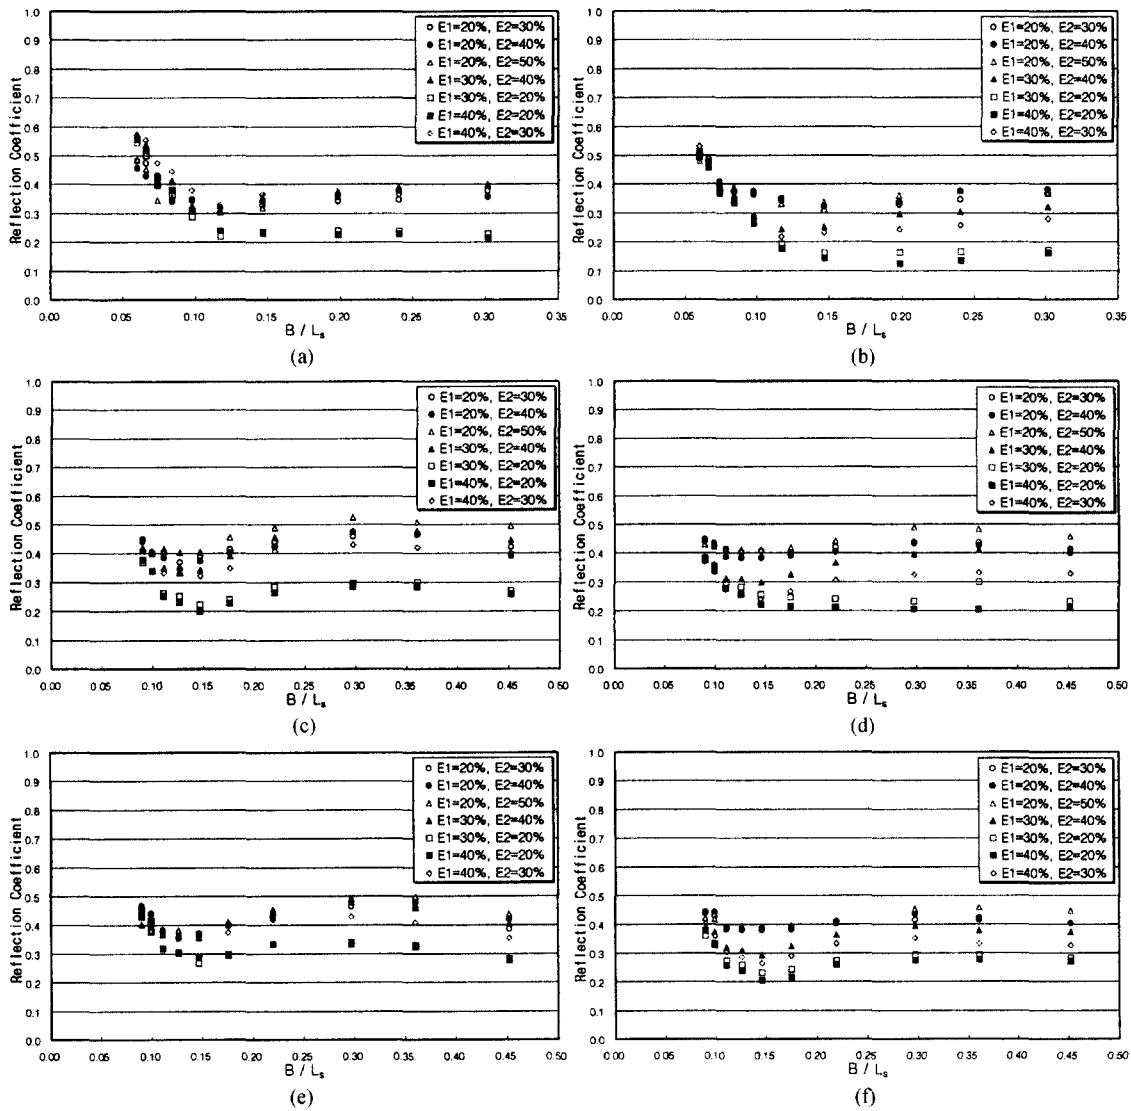 1.0
0.9
0.8
0.7
0.6
0.5
0.4
0.3
0.2
0.1
0.0
Reflection Coefficient
E1=20%, E2=30%
E1=20%, E2=40%
E1=20%, E2=50%
E1=30%, E2=40%
E1=30%, E2=20%
E1=40%, E2=20%
E1=40%, E2=30%
0.00 0.05 0.10 0.15 0.20 0.25 0.30 0.35
B / Ls
(a)
1.0
0.9
0.8
0.7
0.6
0.5
0.4
0.3
0.2
0.1
0.0
Reflection Coefficient
E1=20%, E2=30%
E1=20%, E2=40%
E1=20%, E2=50%
E1=30%, E2=40%
E1=30%, E2=20%
E1=40%, E2=20%
E1=40%, E2=30%
0.00 0.05 0.10 0.15 0.20 0.25 0.30 0.35
B / Ls
(b)
1.0
0.9
0.8
0.7
0.6
0.5
0.4
0.3
0.2
0.1
0.0
Reflection Coefficient
E1=20%, E2=30%
E1=20%, E2=40%
E1=20%, E2=50%
E1=30%, E2=40%
E1=30%, E2=20%
E1=40%, E2=20%
E1=40%, E2=30%
0.00 0.05 0.10 0.15 0.20 0.25 0.30 0.35 0.40 0.45 0.50
B / Ls
(c)
1.0
0.9
0.8
0.7
0.6
0.5
0.4
0.3
0.2
0.1
0.0
Reflection Coefficient
E1=20%, E2=30%
E1=20%, E2=40%
E1=20%, E2=50%
E1=30%, E2=40%
E1=30%, E2=20%
E1=40%, E2=20%
E1=40%, E2=30%
0.00 0.05 0.10 0.15 0.20 0.25 0.30 0.35 0.40 0.45 0.50
B / Ls
(d)
1.0
0.9
0.8
0.7
0.6
0.5
0.4
0.3
0.2
0.1
0.0
Reflection Coefficient
E1=20%, E2=30%
E1=20%, E2=40%
E1=20%, E2=50%
E1=30%, E2=40%
E1=30%, E2=20%
E1=40%, E2=20%
E1=40%, E2=30%
0.00 0.05 0.10 0.15 0.20 0.25 0.30 0.35 0.40 0.45 0.50
B / Ls
(e)
1.0
0.9
0.8
0.7
0.6
0.5
0.4
0.3
0.2
0.1
0.0
Reflection Coefficient
E1=20%, E2=30%
E1=20%, E2=40%
E1=20%, E2=50%
E1=30%, E2=40%
E1=30%, E2=20%
E1=40%, E2=20%
E1=40%, E2=30%
0.00 0.05 0.10 0.15 0.20 0.25 0.30 0.35 0.40 0.45 0.50
B / Ls
(f)